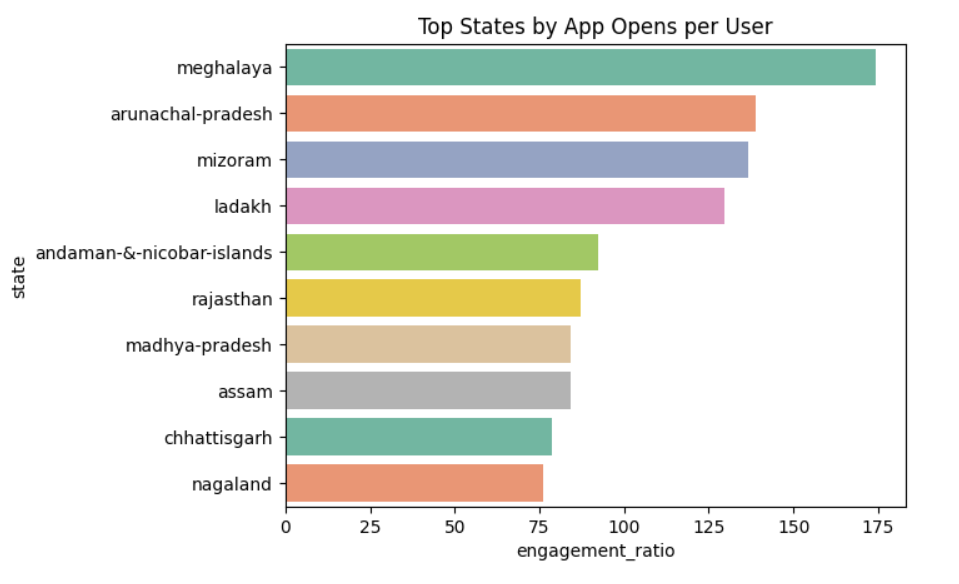 Top States by App Opens per User
meghalaya
arunachal-pradesh
mizoram
ladakh
andaman-&-nicobar-islands
rajasthan
madhya-pradesh
assam
chhattisgarh
nagaland
state
0 25 50 75 100 125 150 175
engagement_ratio